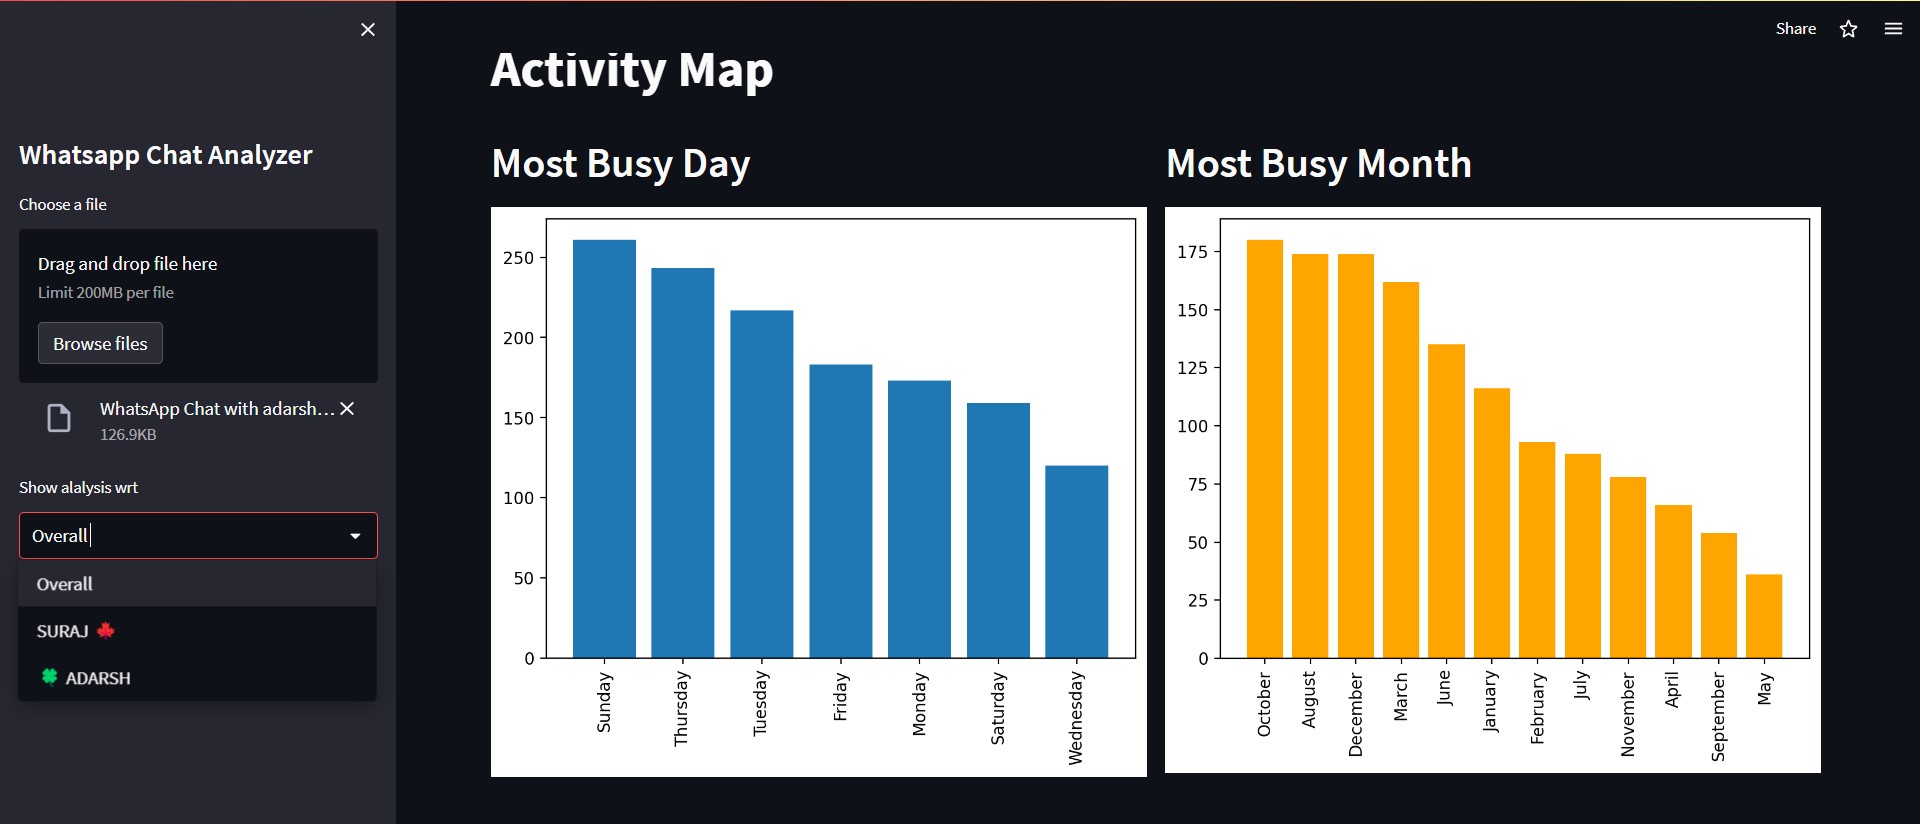 Share
Whatsapp Chat Analyzer
Choose a file
Drag and drop file here
Limit 200MB per file
Browse files
WhatsApp Chat with adarsh...
126.9KB
Show alalysis wrt
Overall
Overall
SURAJ 🍁
🍀 ADARSH
Activity Map
Most Busy Day
250
200
150
100
50
0
Sunday
Thursday
Tuesday
Friday
Monday
Saturday
Wednesday
Most Busy Month
175
150
125
100
75
50
25
0
October
August
December
March
June
January
February
July
November
April
September
May